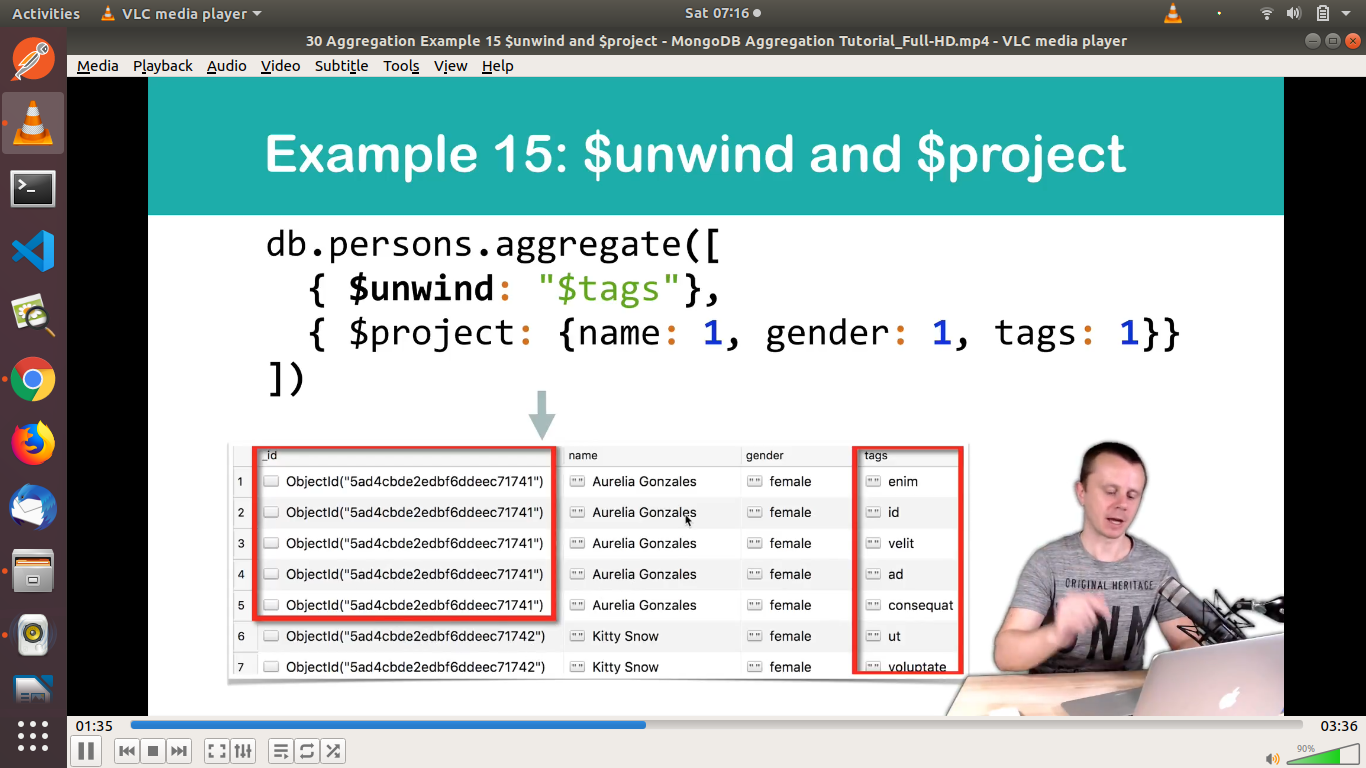 Activities VLC media player Sat 07:16
30 Aggregation Example 15 $unwind and $project - MongoDB Aggregation Tutorial_Full-HD.mp4 - VLC media player
Media Playback Audio Video Subtitle Tools View Help
Example 15: $unwind and $project
db.persons.aggregate([
{ $unwind: "$tags"},
{ $project: {name: 1, gender: 1, tags: 1}}
])
_id name gender tags
1 ObjectId("5ad4cbde2edbf6ddeec71741") "" Aurelia Gonzales "" female "" enim
2 ObjectId("5ad4cbde2edbf6ddeec71741") "" Aurelia Gonzales "" female "" id
3 ObjectId("5ad4cbde2edbf6ddeec71741") "" Aurelia Gonzales "" female "" velit
4 ObjectId("5ad4cbde2edbf6ddeec71741") "" Aurelia Gonzales "" female "" ad
5 ObjectId("5ad4cbde2edbf6ddeec71741") "" Aurelia Gonzales "" female "" consequat
6 ObjectId("5ad4cbde2edbf6ddeec71742") "" Kitty Snow "" female "" ut
7 ObjectId("5ad4cbde2edbf6ddeec71742") "" Kitty Snow "" female "" voluptate
ORIGINAL HERITAGE
01:35 03:36
90%